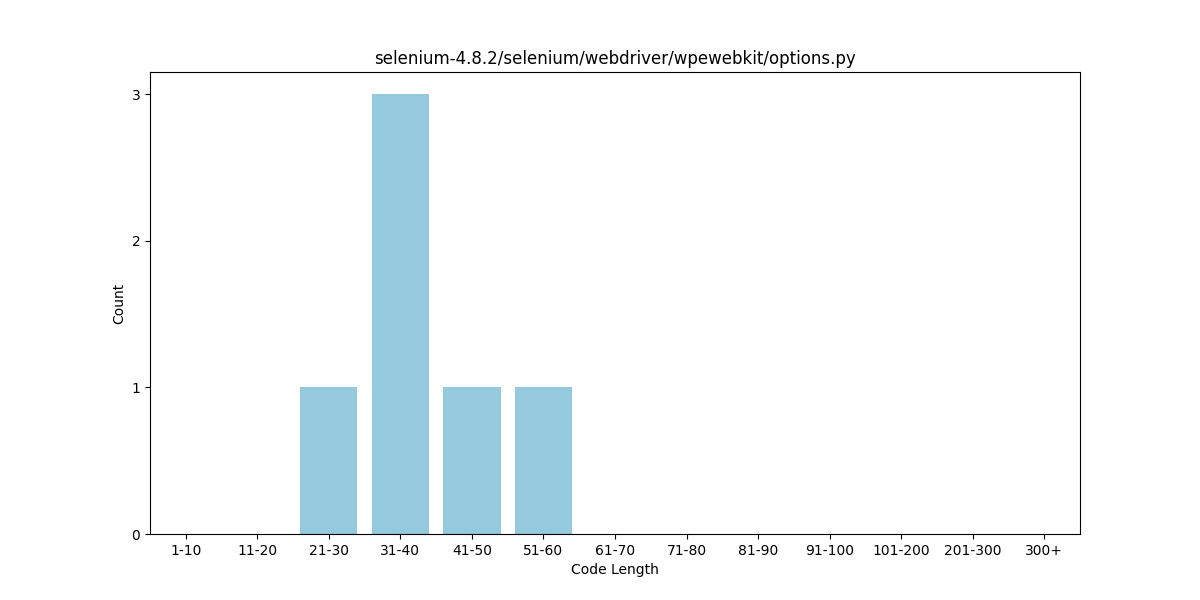 selenium-4.8.2/selenium/webdriver/wpewebkit/options.py
Count
3
2
1
0
1-10 11-20 21-30 31-40 41-50 51-60 61-70 71-80 81-90 91-100 101-200 201-300 300+
Code Length